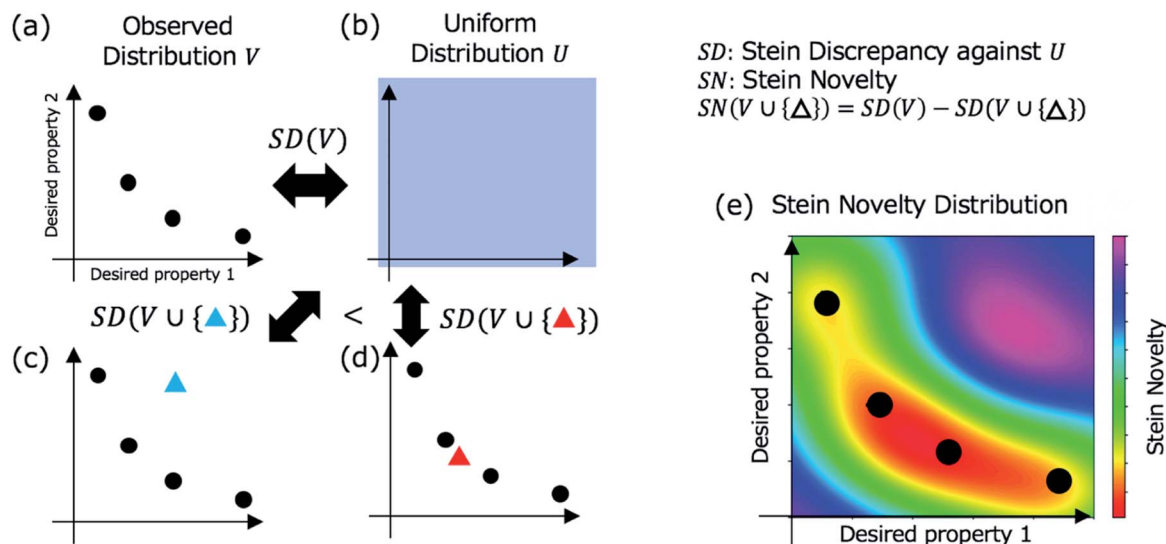 (a)
Observed
Distribution V
(b)
Uniform
Distribution U
SD: Stein Discrepancy against U
SN: Stein Novelty
SN(V ∪ {Δ}) = SD(V) − SD(V ∪ {Δ})
Desired property 2
SD(V)
Desired property 1
(e) Stein Novelty Distribution
SD(V ∪ {▲})
<
SD(V ∪ {▲})
(c)
(d)
Desired property 2
Stein Novelty
Desired property 1